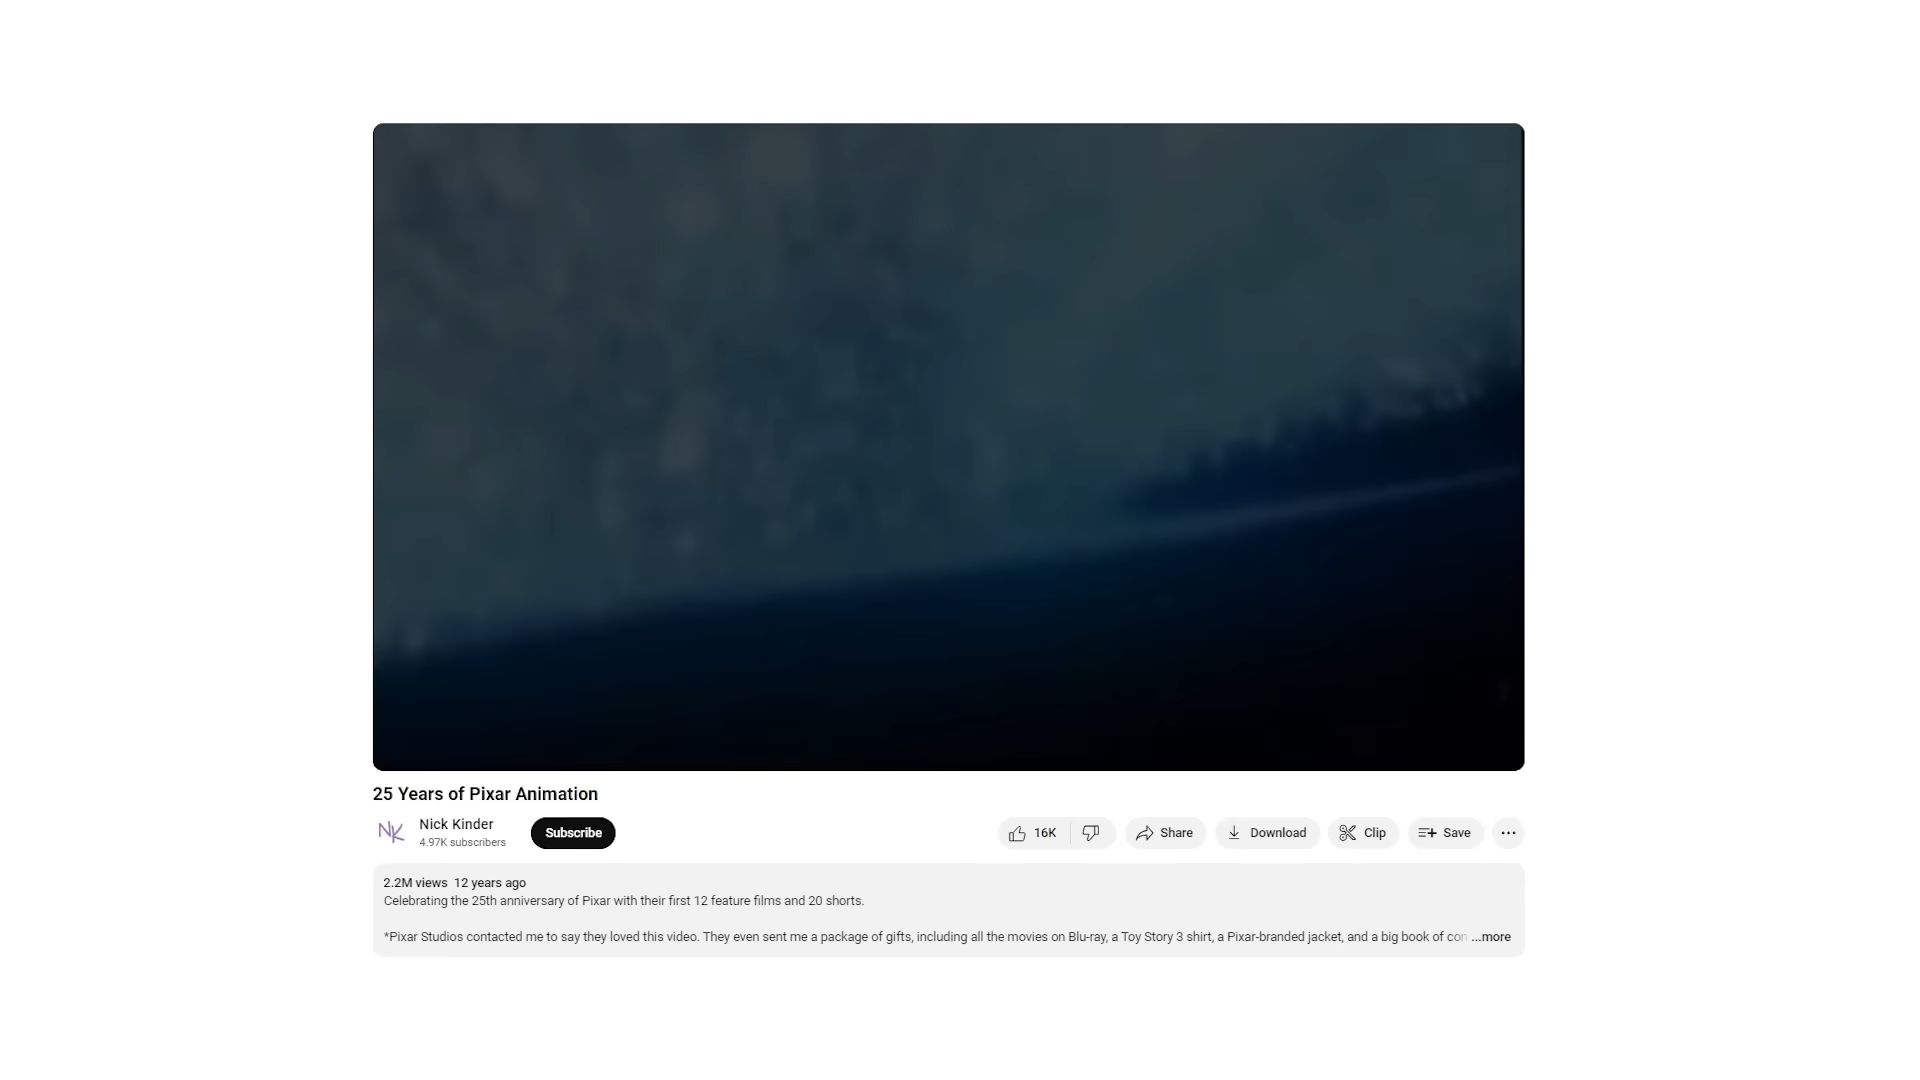 25 Years of Pixar Animation
NK
Nick Kinder
4.97K subscribers
Subscribe
16K
Share
Download
Clip
Save
2.2M views 12 years ago
Celebrating the 25th anniversary of Pixar with their first 12 feature films and 20 shorts.
*Pixar Studios contacted me to say they loved this video. They even sent me a package of gifts, including all the movies on Blu-ray, a Toy Story 3 shirt, a Pixar-branded jacket, and a big book of con ...more